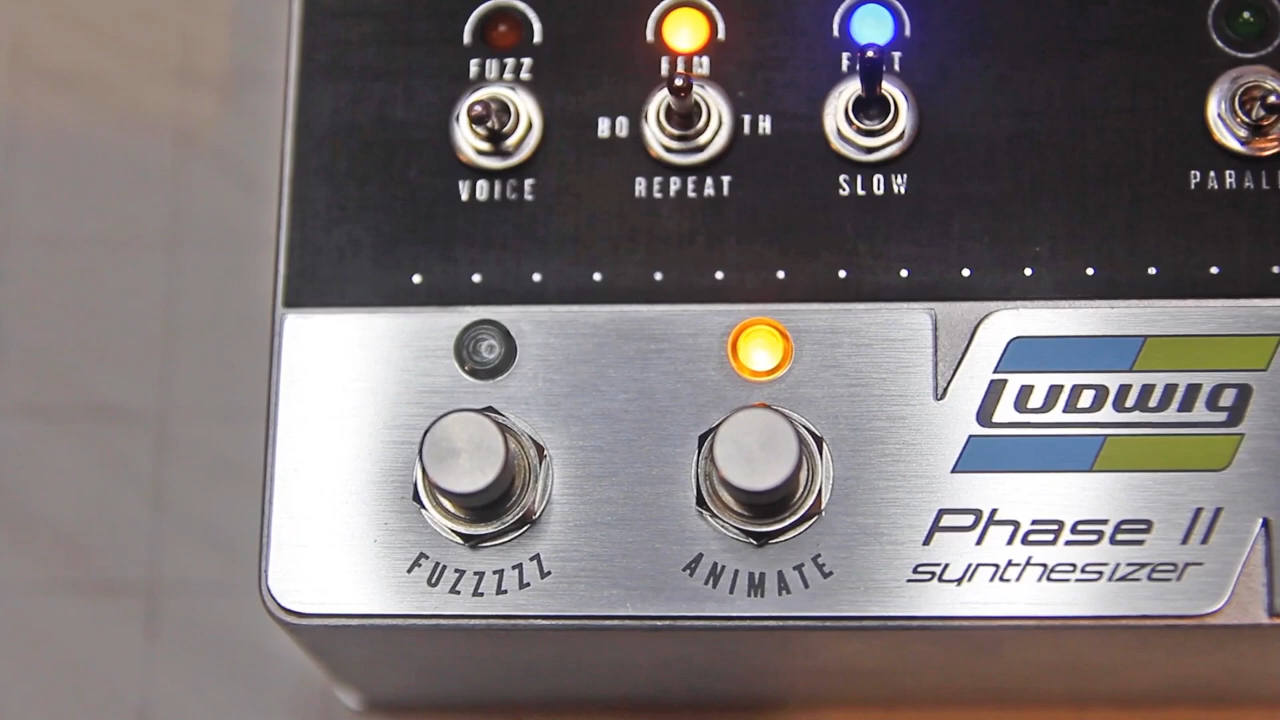 FUZZ
BO
TH
VOICE
REPEAT
SLOW
LUDWIG
Phase II
synthesizer
FUZZZZZ
ANIMATE